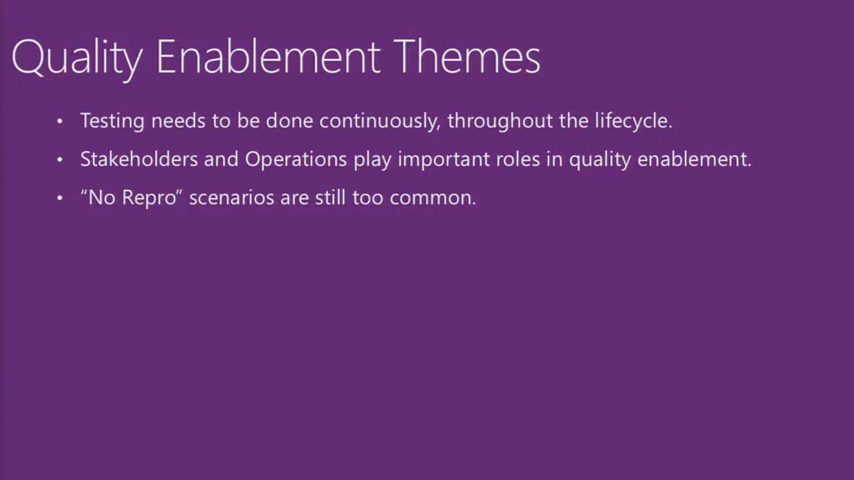 Quality Enablement Themes
• Testing needs to be done continuously, throughout the lifecycle.
• Stakeholders and Operations play important roles in quality enablement.
• “No Repro” scenarios are still too common.